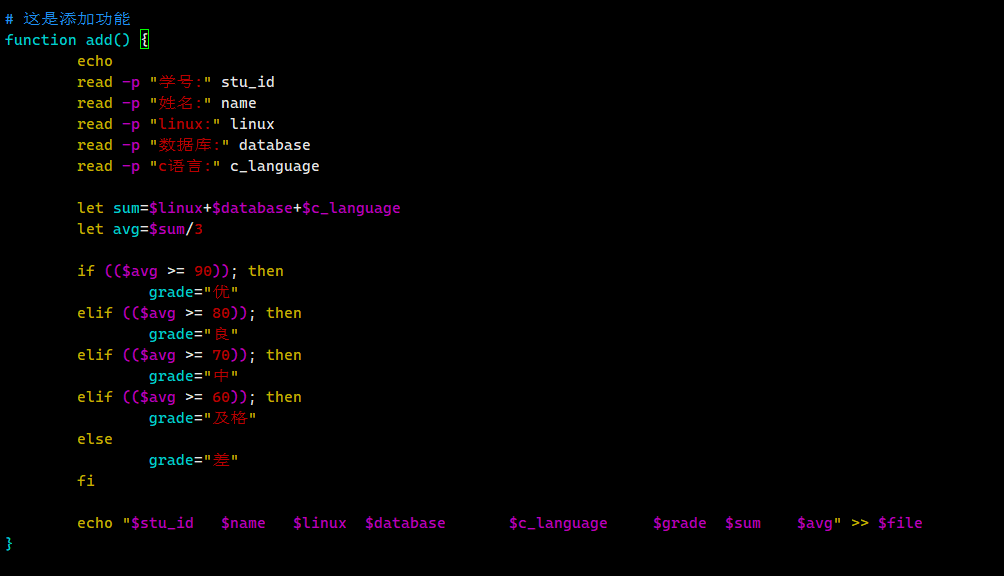 # 这是添加功能
function add() {
        echo
        read -p "学号:" stu_id
        read -p "姓名:" name
        read -p "linux:" linux
        read -p "数据库:" database
        read -p "c语言:" c_language

        let sum=$linux+$database+$c_language
        let avg=$sum/3

        if (($avg >= 90)); then
                grade="优"
        elif (($avg >= 80)); then
                grade="良"
        elif (($avg >= 70)); then
                grade="中"
        elif (($avg >= 60)); then
                grade="及格"
        else
                grade="差"
        fi

        echo "$stu_id   $name   $linux  $database       $c_language     $grade  $sum    $avg" >> $file
}